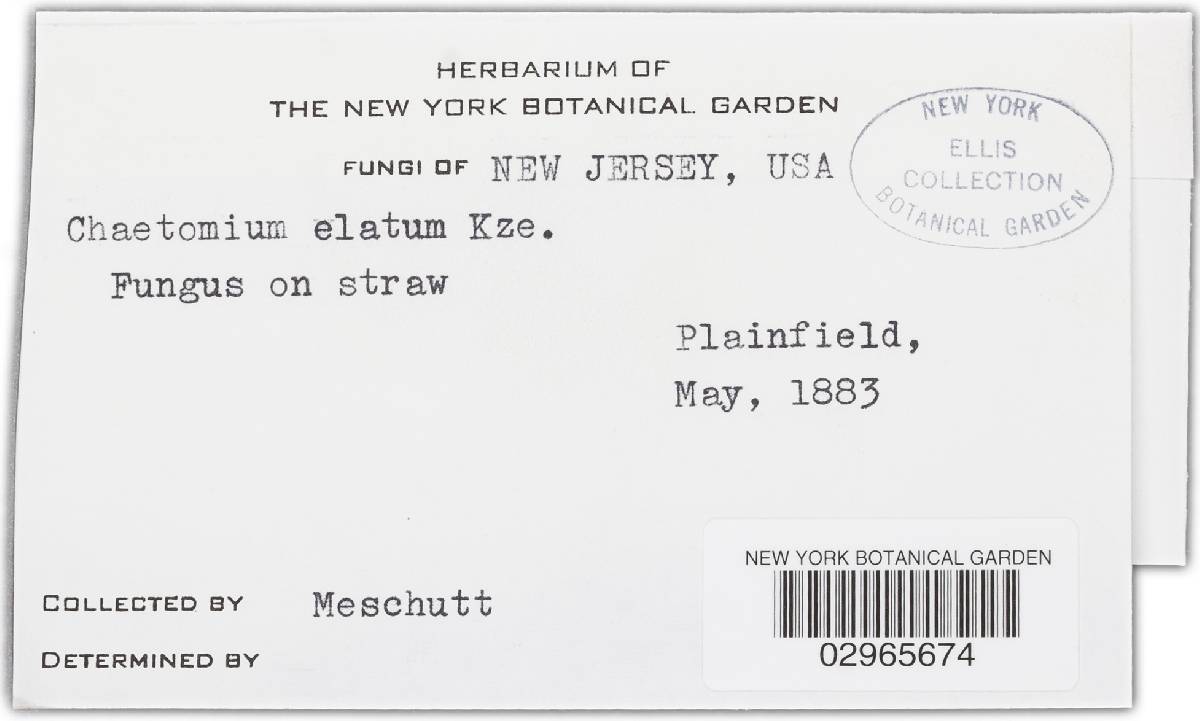 HERBARIUM OF
THE NEW YORK BOTANICAL GARDEN
FUNGI OF NEW JERSEY, USA
NEW YORK
ELLIS
COLLECTION
BOTANICAL GARDEN
Chaetomium elatum Kze.
Fungus on straw
Plainfield,
May, 1883
NEW YORK BOTANICAL GARDEN
02965674
COLLECTED BY Meschutt
DETERMINED BY